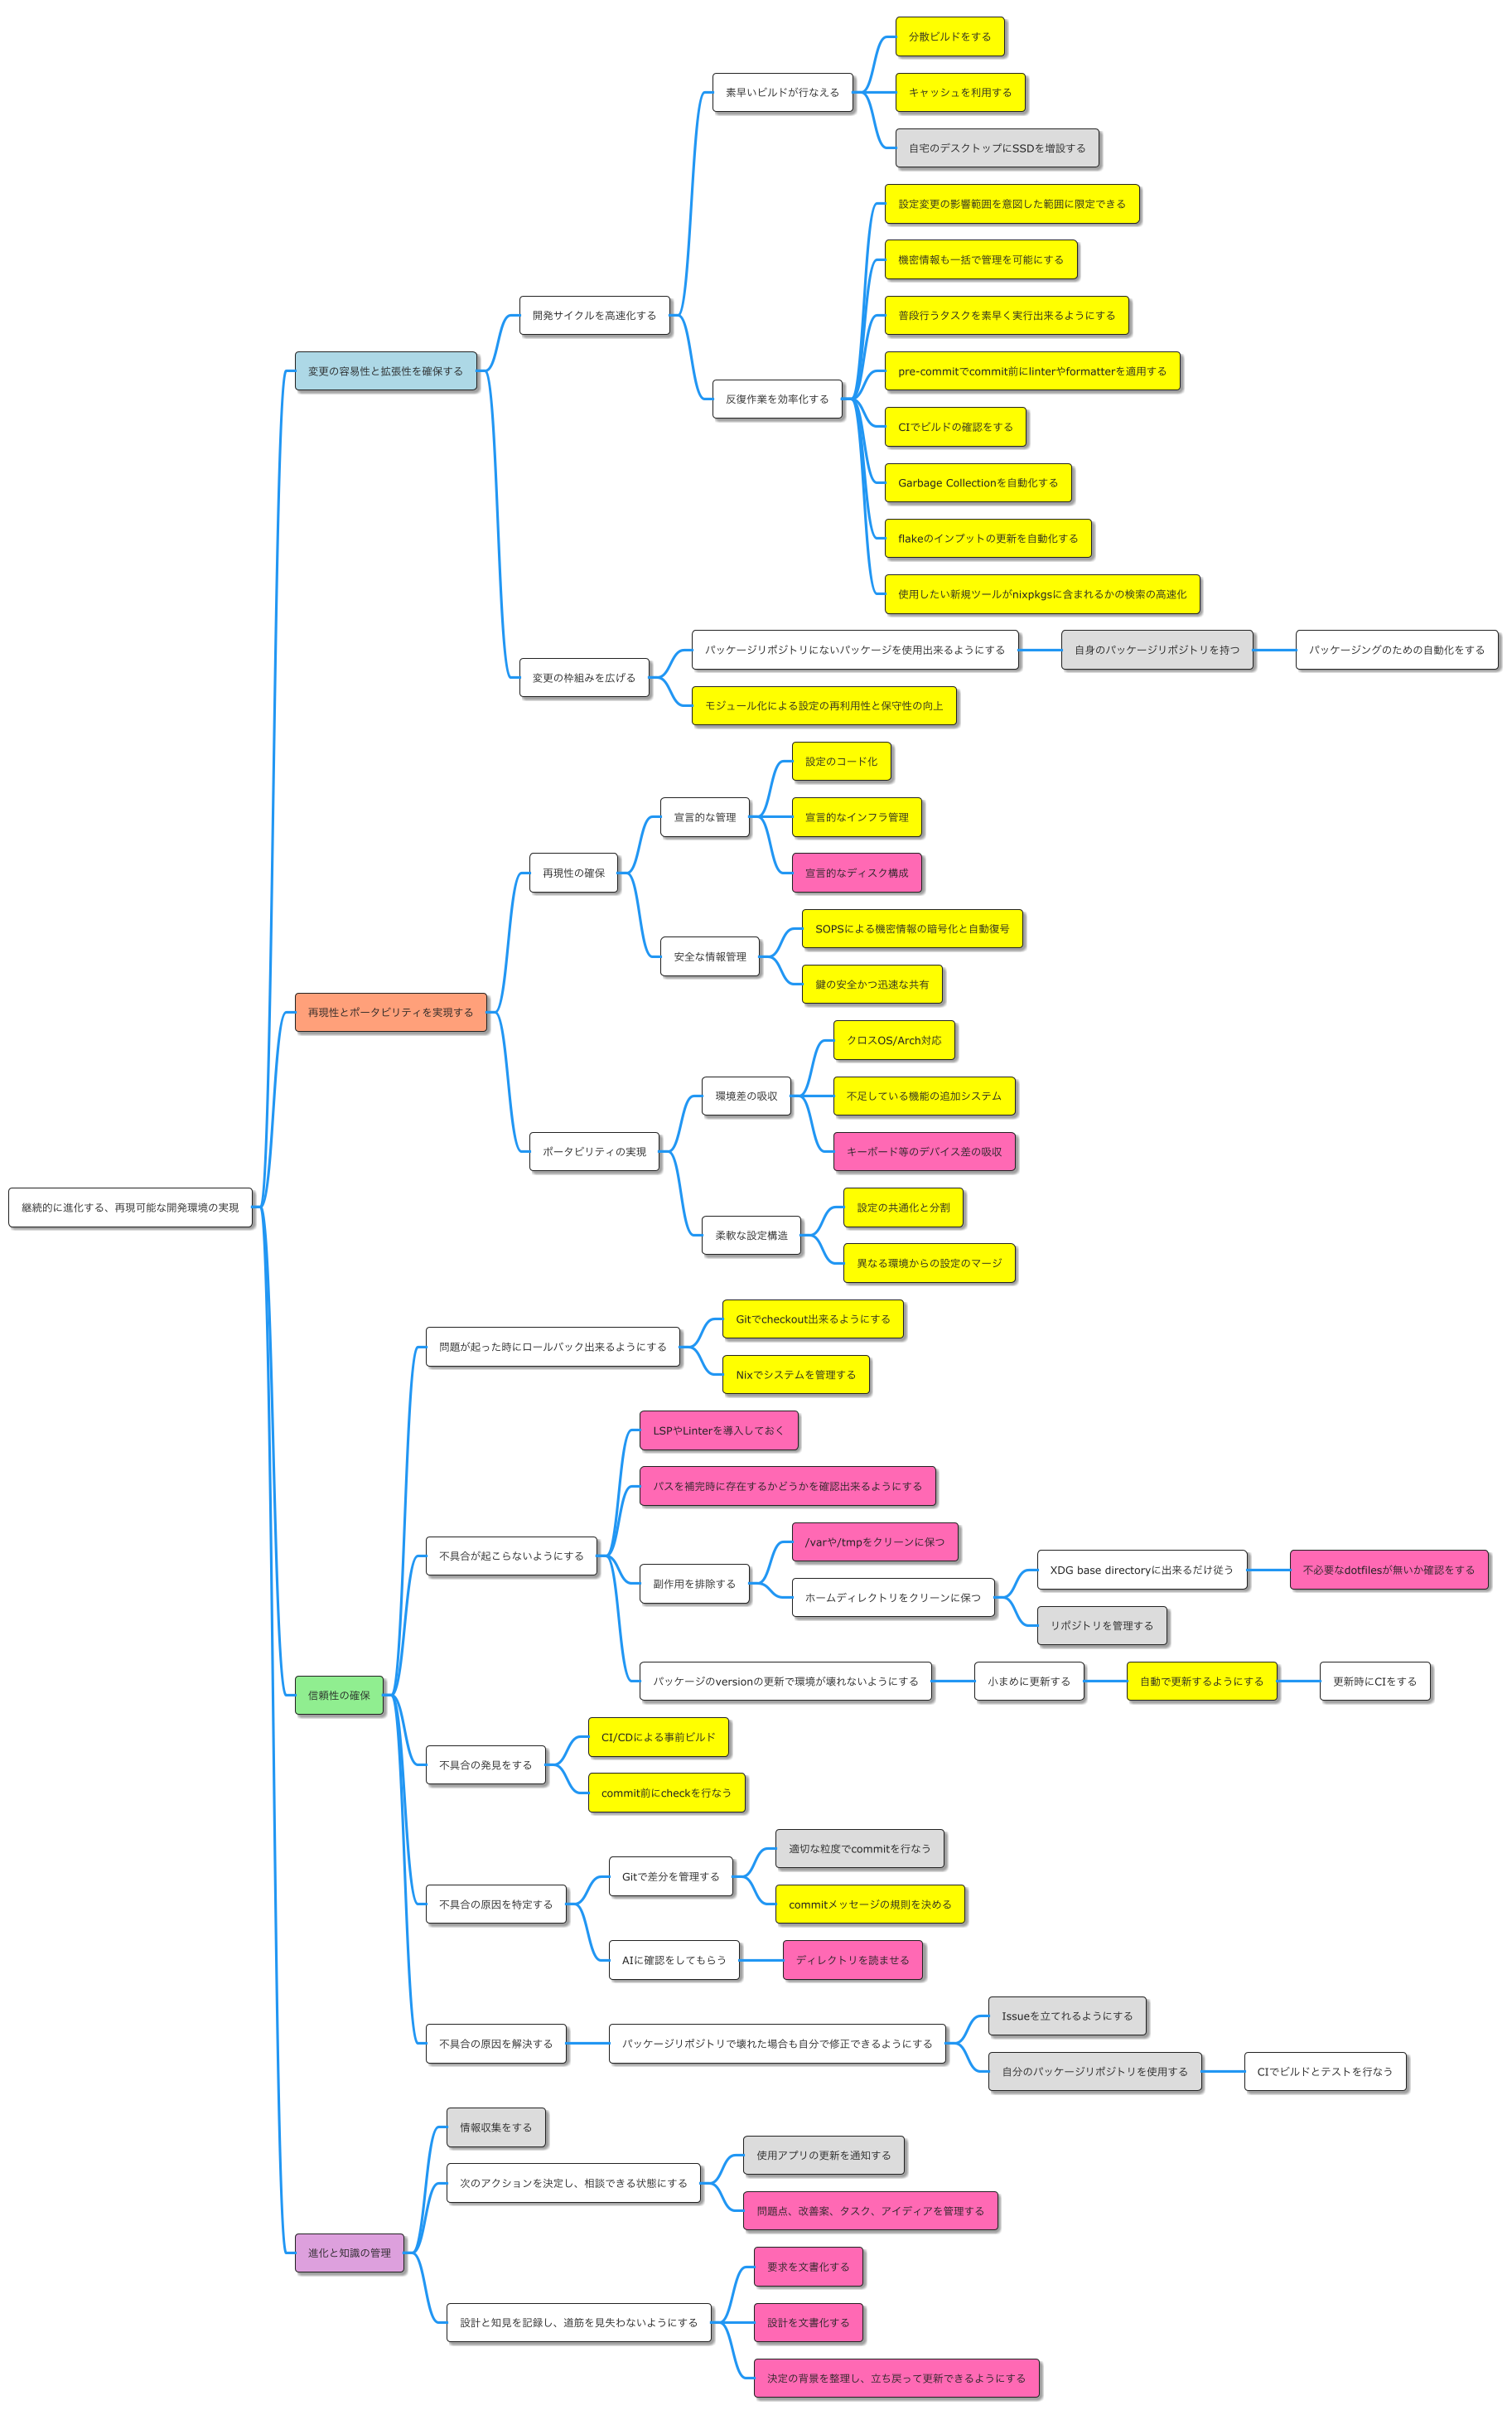 分散ビルドをする
素早いビルドが行なえる
キャッシュを利用する
自宅のデスクトップにSSDを増設する
設定変更の影響範囲を意図した範囲に限定できる
機密情報も一括で管理を可能にする
開発サイクルを高速化する
普段行うタスクを素早く実行出来るようにする
変更の容易性と拡張性を確保する
pre-commitでcommit前にlinterやformatterを適用する
反復作業を効率化する
CIでビルドの確認をする
Garbage Collectionを自動化する
flakeのインプットの更新を自動化する
使用したい新規ツールがnixpkgsに含まれるかの検索の高速化
パッケージリポジトリにないパッケージを使用出来るようにする
自身のパッケージリポジトリを持つ
パッケージングのための自動化をする
変更の枠組みを広げる
モジュール化による設定の再利用性と保守性の向上
設定のコード化
宣言的な管理
宣言的なインフラ管理
再現性の確保
宣言的なディスク構成
SOPSによる機密情報の暗号化と自動復号
安全な情報管理
鍵の安全かつ迅速な共有
再現性とポータビリティを実現する
クロスOS/Arch対応
環境差の吸収
不足している機能の追加システム
ポータビリティの実現
キーボード等のデバイス差の吸収
継続的に進化する、再現可能な開発環境の実現
設定の共通化と分割
柔軟な設定構造
異なる環境からの設定のマージ
Gitでcheckout出来るようにする
問題が起った時にロールバック出来るようにする
Nixでシステムを管理する
LSPやLinterを導入しておく
パスを補完時に存在するかどうかを確認出来るようにする
不具合が起こらないようにする
/varや/tmpをクリーンに保つ
副作用を排除する
ホームディレクトリをクリーンに保つ
XDG base directoryに出来るだけ従う
不必要なdotfilesが無いか確認をする
リポジトリを管理する
信頼性の確保
パッケージのversionの更新で環境が壊れないようにする
小まめに更新する
自動で更新するようにする
更新時にCIをする
CI/CDによる事前ビルド
不具合の発見をする
commit前にcheckを行なう
適切な粒度でcommitを行なう
Gitで差分を管理する
不具合の原因を特定する
commitメッセージの規則を決める
AIに確認をしてもらう
ディレクトリを読ませる
Issueを立てれるようにする
不具合の原因を解決する
パッケージリポジトリで壊れた場合も自分で修正できるようにする
自分のパッケージリポジトリを使用する
CIでビルドとテストを行なう
情報収集をする
使用アプリの更新を通知する
次のアクションを決定し、相談できる状態にする
問題点、改善案、タスク、アイディアを管理する
進化と知識の管理
要求を文書化する
設計と知見を記録し、道筋を見失わないようにする
設計を文書化する
決定の背景を整理し、立ち戻って更新できるようにする